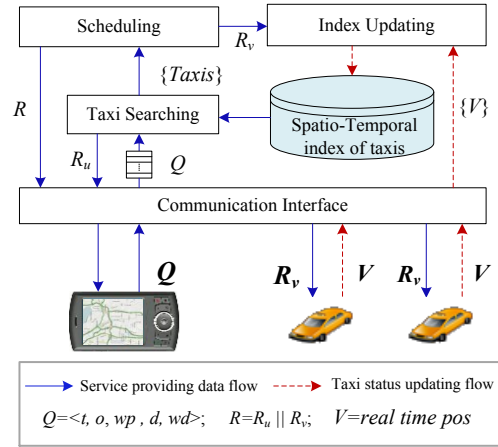 Scheduling
R_v
Index Updating
{Taxis}
R
Taxi Searching
Spatio-Temporal
index of taxis
{V}
R_u
Q
Communication Interface
Q
R_v
V
R_v
V
Service providing data flow
Taxi status updating flow
Q=<t, o, wp , d, wd>; R=R_u || R_v; V=real time pos